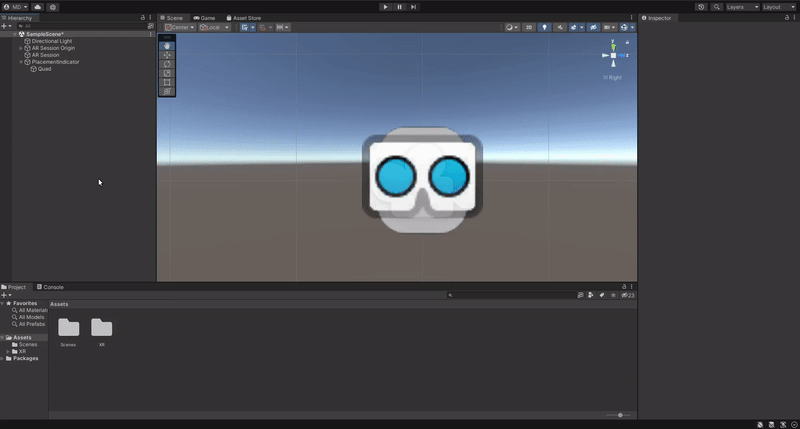 MD
Layers
Layout
Hierarchy
All
SampleScene*
Directional Light
AR Session Origin
AR Session
PlacementIndicator
Quad
Scene
Game
Asset Store
Center
Local
2D
y
z
Right
Inspector
Project
Console
23
Favorites
All Material
All Models
All Prefabs
Assets
Scenes
XR
Packages
Assets
Scenes
XR